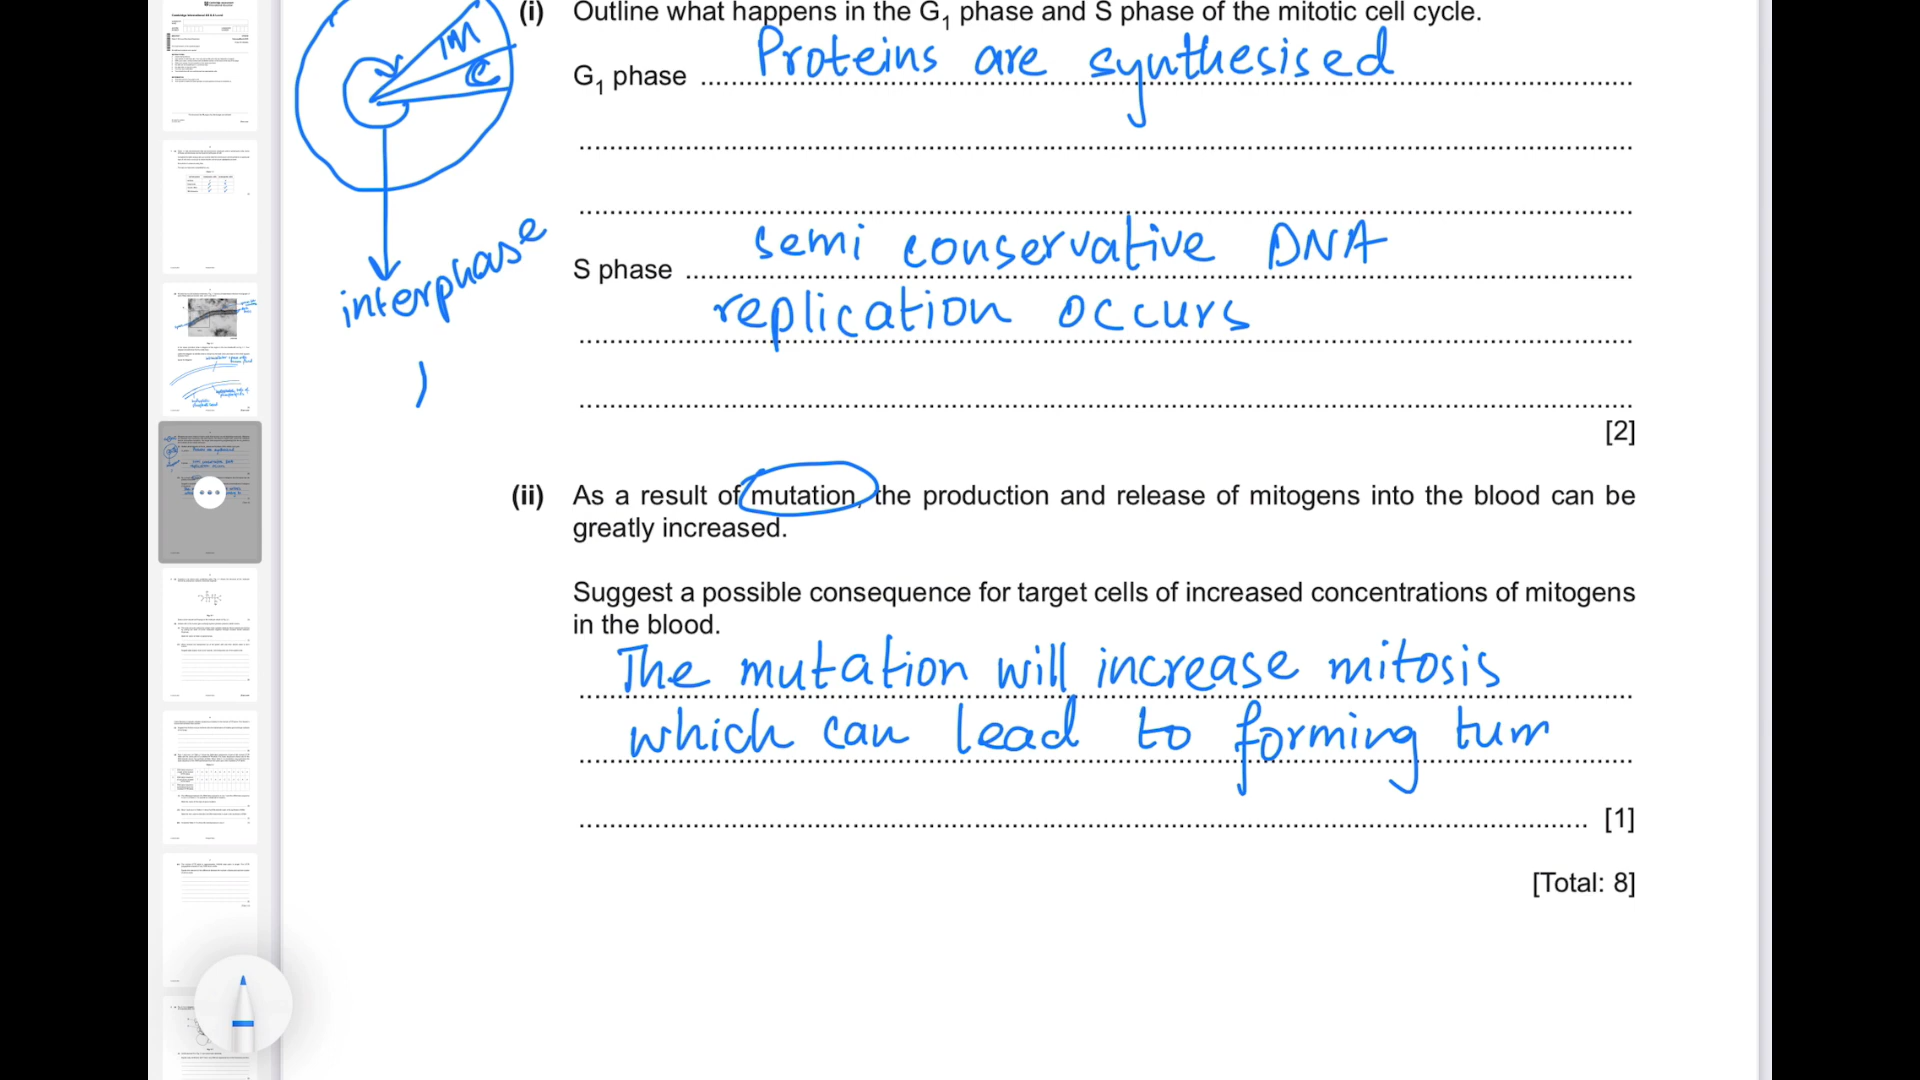 (i) Outline what happens in the G1 phase and S phase of the mitotic cell cycle.
M
C
G1 phase Proteins are synthesised
interphase
S phase semi conservative DNA
replication occurs
[2]
(ii) As a result of mutation, the production and release of mitogens into the blood can be
greatly increased.
Suggest a possible consequence for target cells of increased concentrations of mitogens
in the blood.
The mutation will increase mitosis
which can lead to forming tum
[1]
[Total: 8]